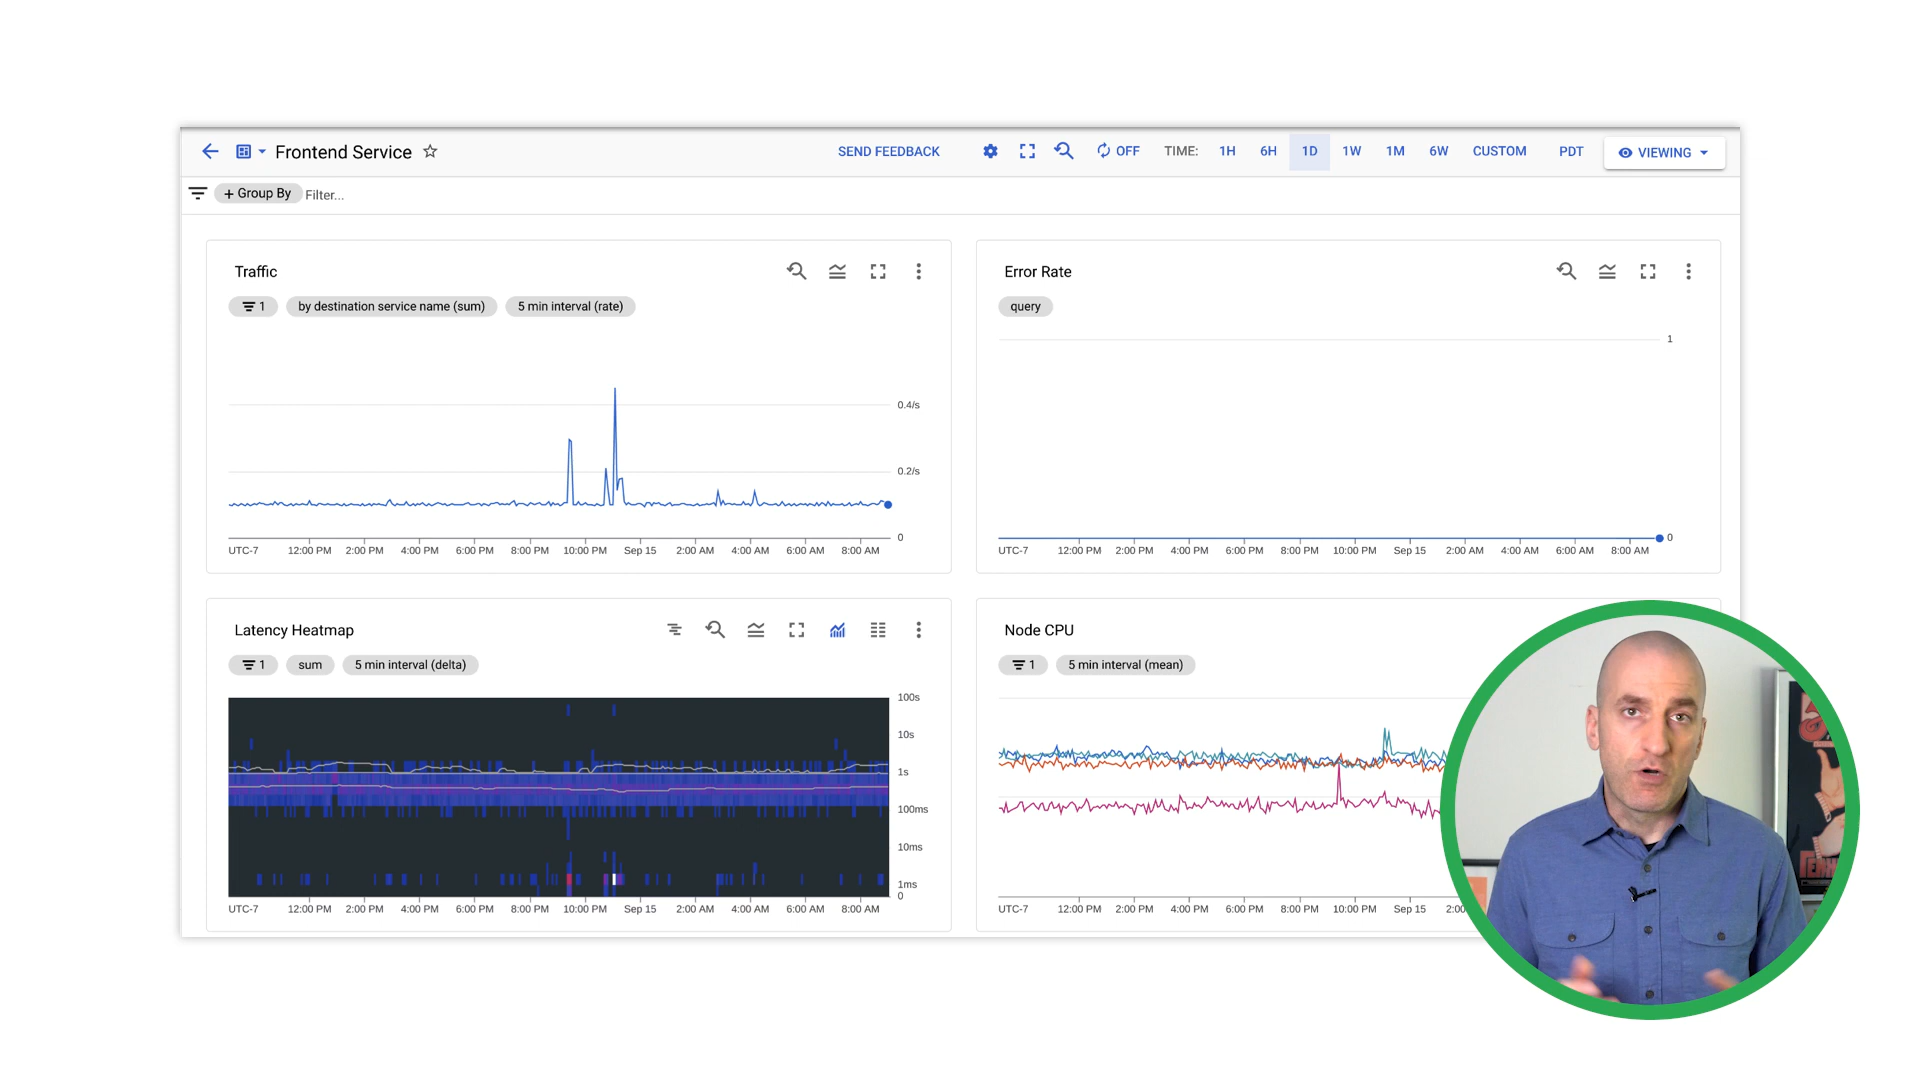 Frontend Service
SEND FEEDBACK
OFF
TIME:
1H
6H
1D
1W
1M
6W
CUSTOM
PDT
VIEWING
+ Group By
Filter...
Traffic
1
by destination service name (sum)
5 min interval (rate)
0.4/s
0.2/s
0
UTC-7 12:00 PM 2:00 PM 4:00 PM 6:00 PM 8:00 PM 10:00 PM Sep 15 2:00 AM 4:00 AM 6:00 AM 8:00 AM
Error Rate
query
1
0
UTC-7 12:00 PM 2:00 PM 4:00 PM 6:00 PM 8:00 PM 10:00 PM Sep 15 2:00 AM 4:00 AM 6:00 AM 8:00 AM
Latency Heatmap
1
sum
5 min interval (delta)
100s
10s
1s
100ms
10ms
1ms
0
UTC-7 12:00 PM 2:00 PM 4:00 PM 6:00 PM 8:00 PM 10:00 PM Sep 15 2:00 AM 4:00 AM 6:00 AM 8:00 AM
Node CPU
1
5 min interval (mean)
UTC-7 12:00 PM 2:00 PM 4:00 PM 6:00 PM 8:00 PM 10:00 PM Sep 15